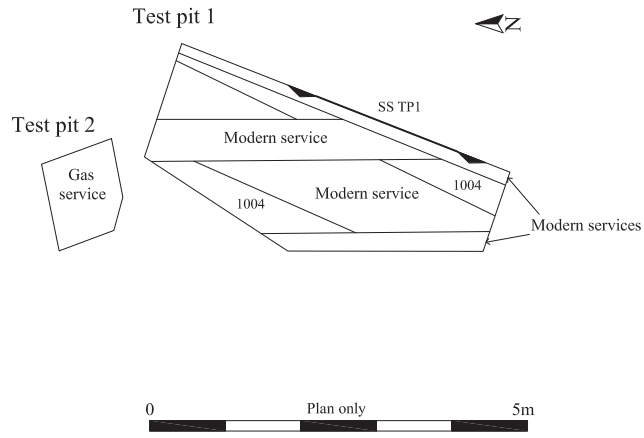 Test pit 1
N
SS TP1
Test pit 2
Modern service
Gas
service
1004
Modern service
1004
Modern services
0
Plan only
5m